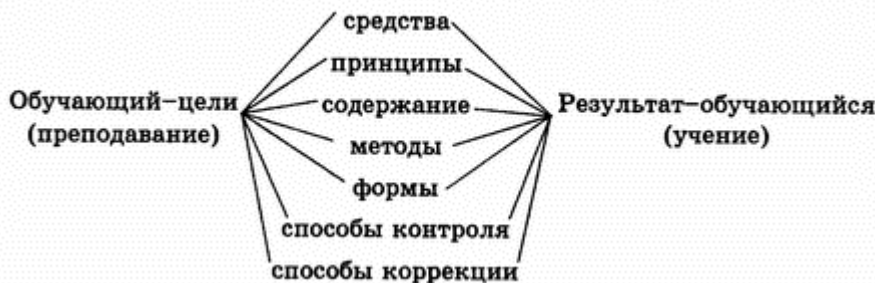 средства
принципы
Обучающий–цели
(преподавание)
содержание
методы
формы
способы контроля
способы коррекции
Результат–обучающийся
(учение)